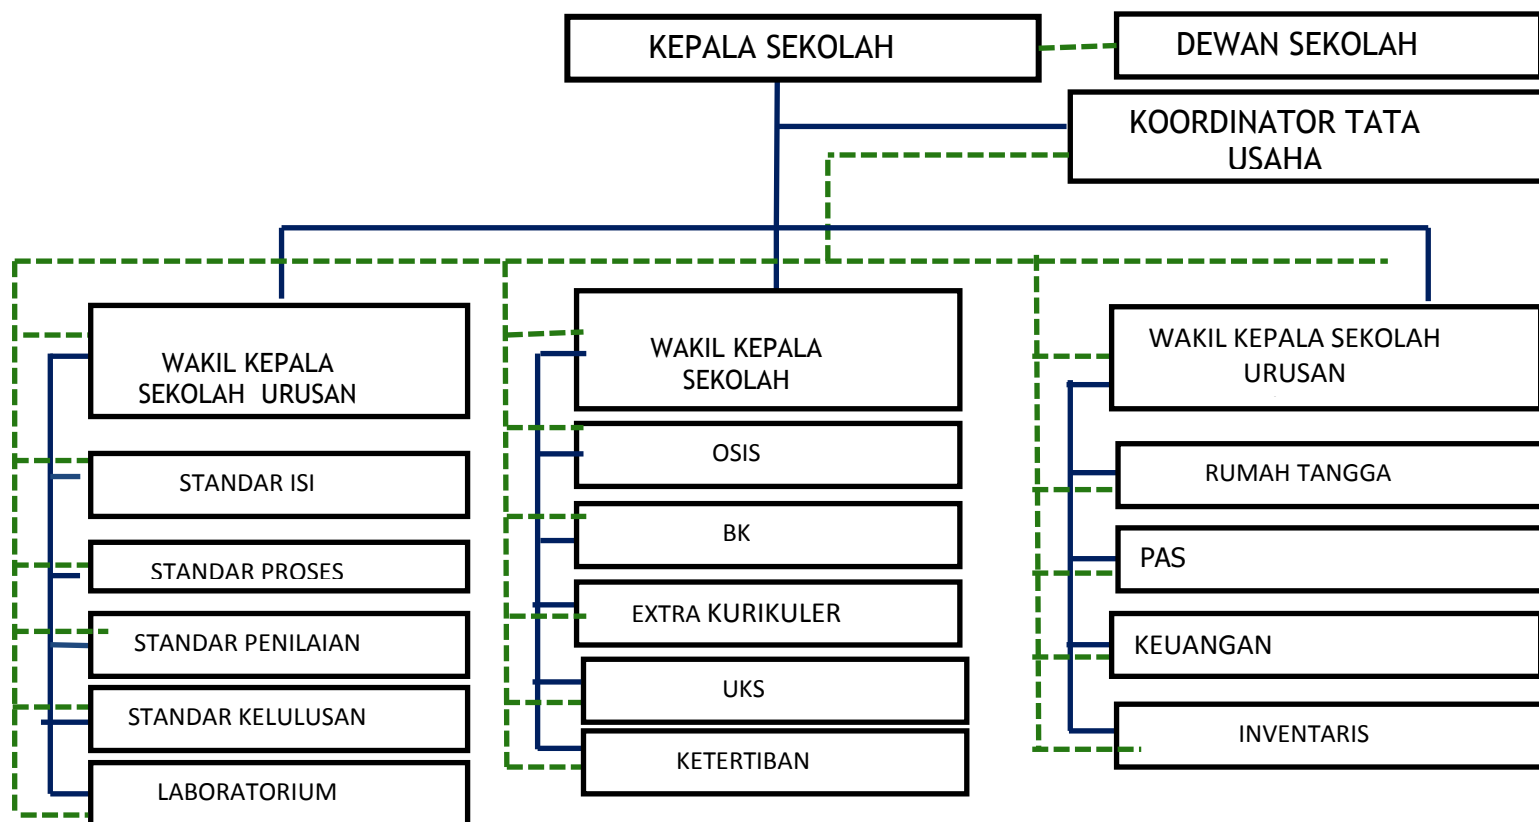 KEPALA SEKOLAH
DEWAN SEKOLAH
KOORDINATOR TATA
USAHA
WAKIL KEPALA
SEKOLAH URUSAN
STANDAR ISI
STANDAR PROSES
STANDAR PENILAIAN
STANDAR KELULUSAN
LABORATORIUM
WAKIL KEPALA
SEKOLAH
OSIS
BK
EXTRA KURIKULER
UKS
KETERTIBAN
WAKIL KEPALA SEKOLAH
URUSAN
RUMAH TANGGA
PAS
KEUANGAN
INVENTARIS